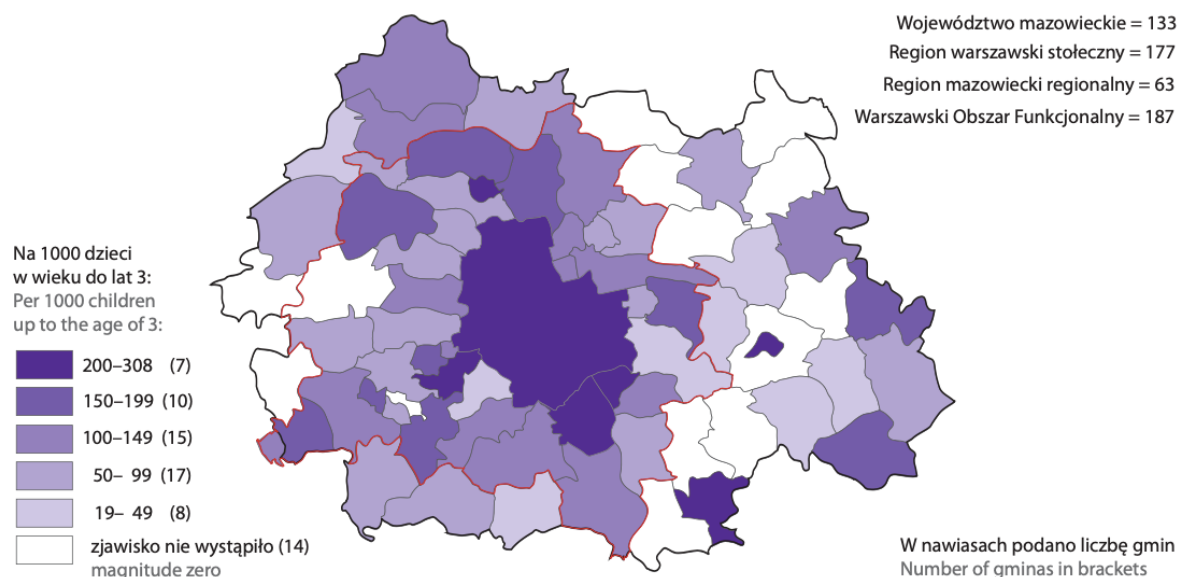 Województwo mazowieckie = 133
Region warszawski stołeczny = 177
Region mazowiecki regionalny = 63
Warszawski Obszar Funkcjonalny = 187
Na 1000 dzieci
w wieku do lat 3:
Per 1000 children
up to the age of 3:
200–308 (7)
150–199 (10)
100–149 (15)
50– 99 (17)
19– 49 (8)
zjawisko nie wystąpiło (14)
magnitude zero
W nawiasach podano liczbę gmin
Number of gminas in brackets